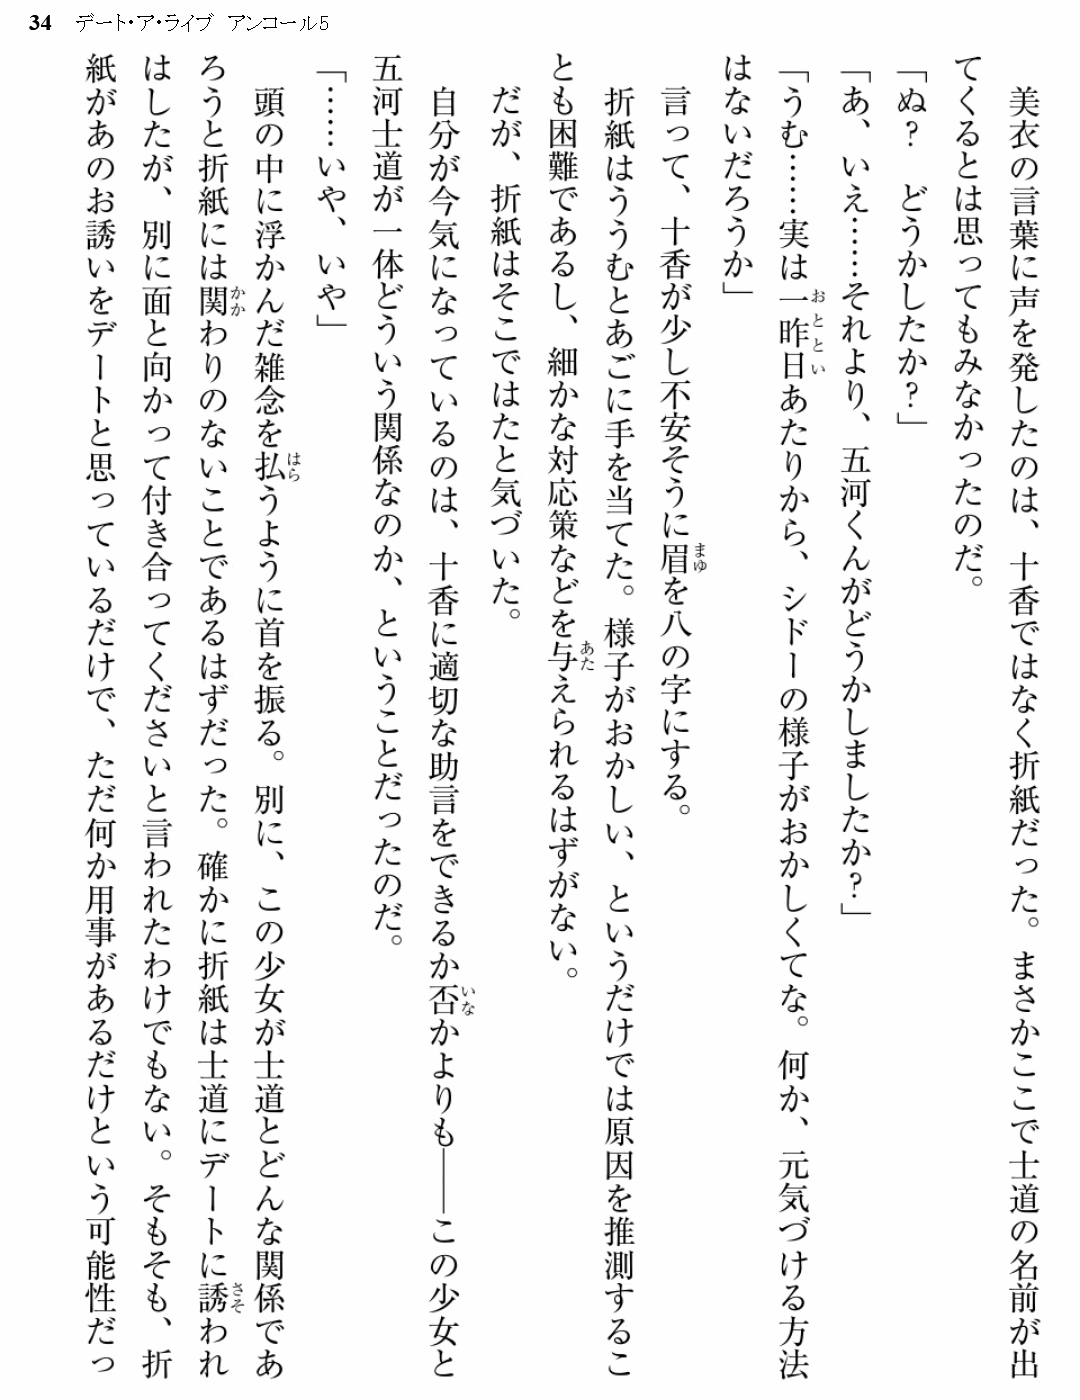 34 デート・ア・ライブ アンコール5
美衣の言葉に声を発したのは、十香ではなく折紙だった。まさかここで士道の名前が出
てくるとは思ってもみなかったのだ。
「ぬ？　どうかしたか？」
「あ、いえ……それより、五河くんがどうかしましたか？」
「うむ……実は一昨日あたりから、シドーの様子がおかしくてな。何か、元気づける方法
はないだろうか」
言って、十香が少し不安そうに眉を八の字にする。
折紙はううむとあごに手を当てた。様子がおかしい、というだけでは原因を推測するこ
とも困難であるし、細かな対応策などを与えられるはずがない。
だが、折紙はそこではたと気づいた。
自分が今気になっているのは、十香に適切な助言をできるか否かよりも――この少女と
五河士道が一体どういう関係なのか、ということだったのだ。
「……いや、いや」
頭の中に浮かんだ雑念を払うように首を振る。別に、この少女が士道とどんな関係であ
ろうと折紙には関わりのないことであるはずだった。確かに折紙は士道にデートに誘われ
はしたが、別に面と向かって付き合ってくださいと言われたわけでもない。そもそも、折
紙があのお誘いをデートと思っているだけで、ただ何か用事があるだけという可能性だっ